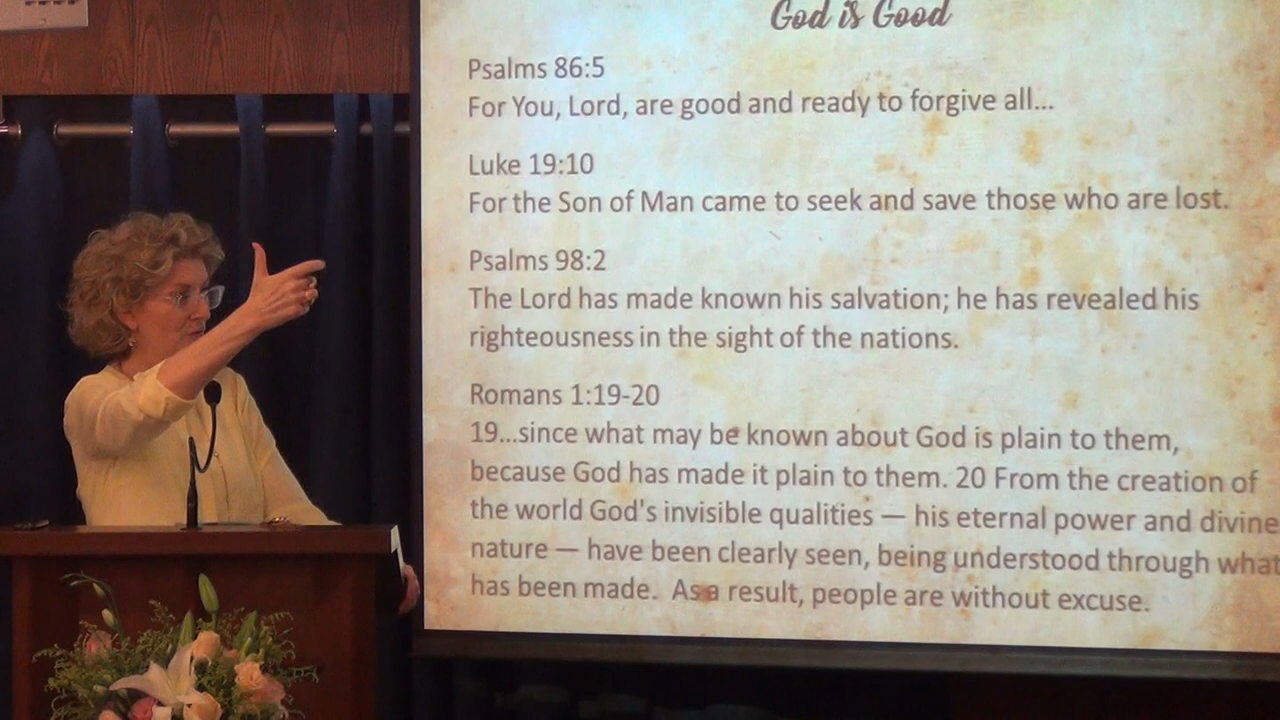 God is Good
Psalms 86:5
For You, Lord, are good and ready to forgive all...
Luke 19:10
For the Son of Man came to seek and save those who are lost.
Psalms 98:2
The Lord has made known his salvation; he has revealed his
righteousness in the sight of the nations.
Romans 1:19-20
19...since what may be known about God is plain to them,
because God has made it plain to them. 20 From the creation of
the world God's invisible qualities — his eternal power and divine
nature — have been clearly seen, being understood through what
has been made. As a result, people are without excuse.